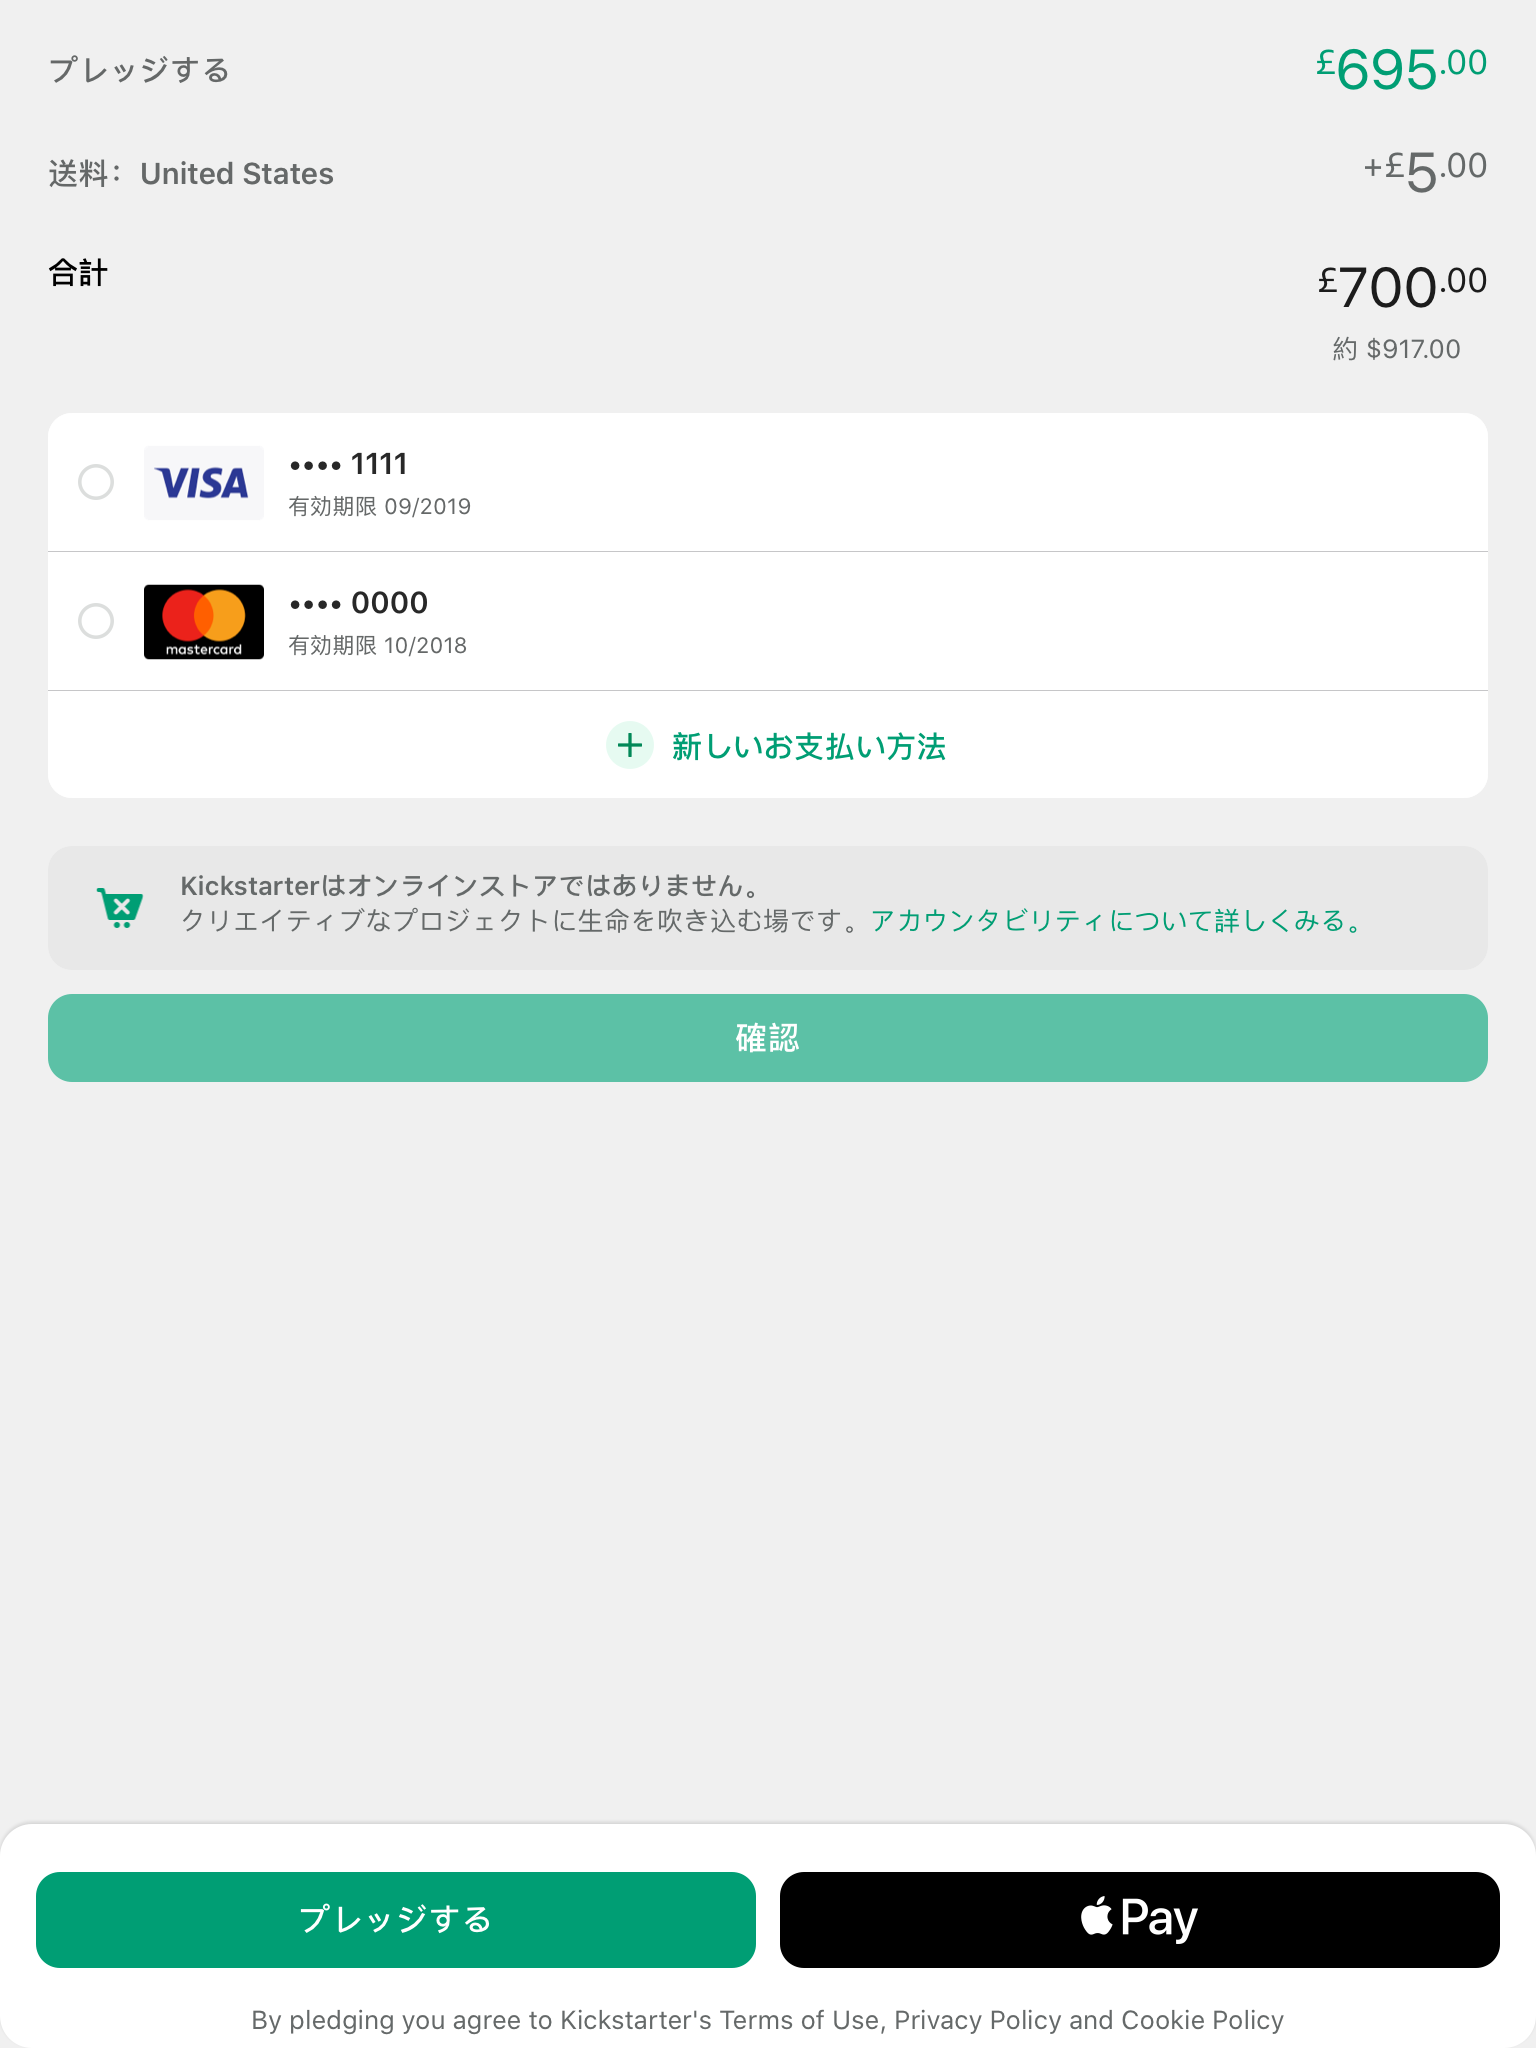 プレッジする £695.00
送料： United States +£5.00
合計 £700.00
約 $917.00
VISA •••• 1111
有効期限 09/2019
mastercard •••• 0000
有効期限 10/2018
新しいお支払い方法
Kickstarterはオンラインストアではありません。
クリエイティブなプロジェクトに生命を吹き込む場です。アカウンタビリティについて詳しくみる。
確認
プレッジする Pay
By pledging you agree to Kickstarter's Terms of Use, Privacy Policy and Cookie Policy